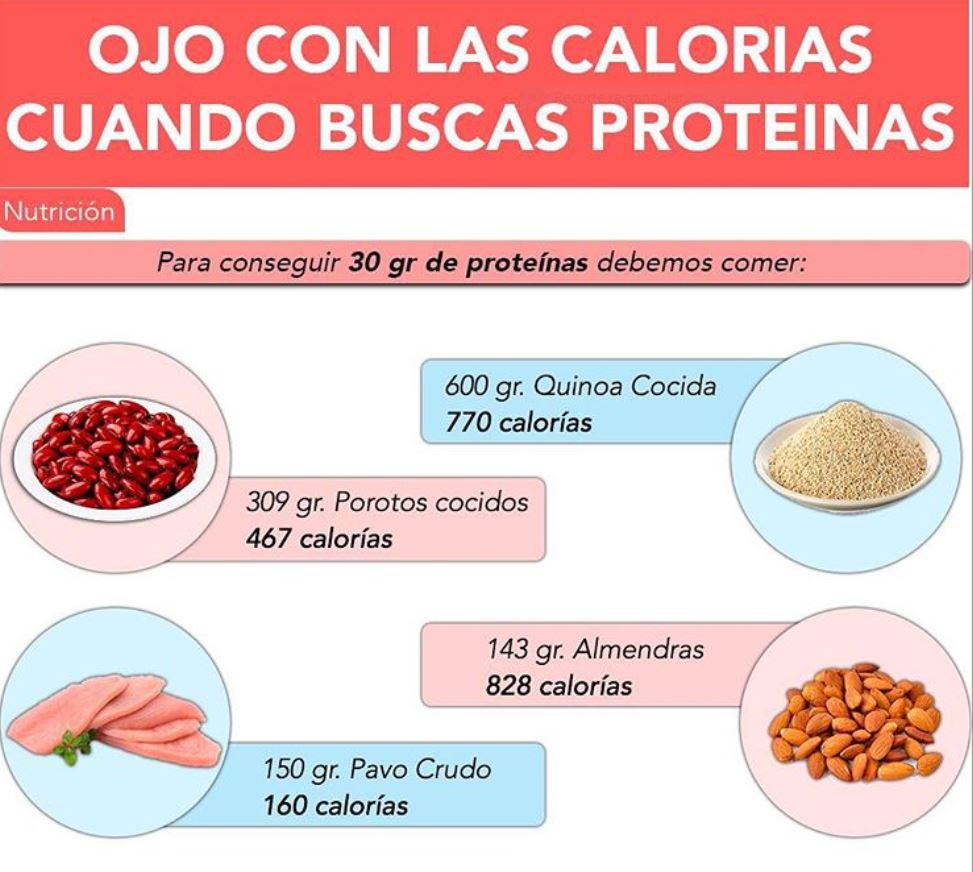 OJO CON LAS CALORIAS
CUANDO BUSCAS PROTEINAS
Nutrición
Para conseguir 30 gr de proteínas debemos comer:
600 gr. Quinoa Cocida
770 calorías
309 gr. Porotos cocidos
467 calorías
143 gr. Almendras
828 calorías
150 gr. Pavo Crudo
160 calorías